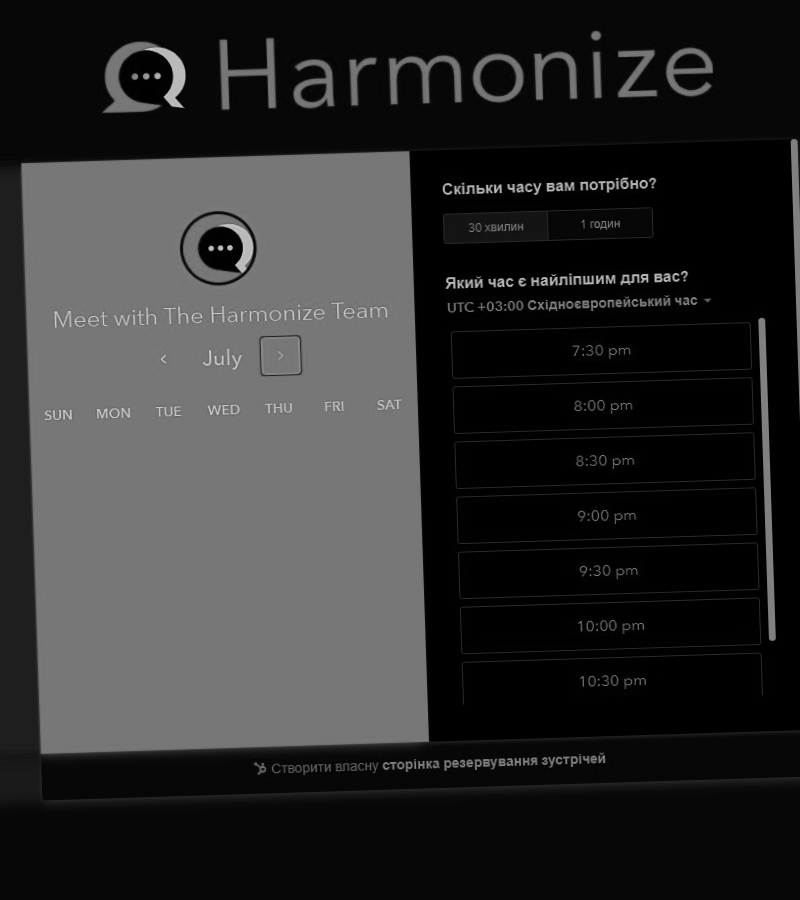 Harmonize
Meet with The Harmonize Team
July
SUN MON TUE WED THU FRI SAT
Скільки часу вам потрібно?
30 хвилин 1 годин
Який час є найліпшим для вас?
UTC +03:00 Східноєвропейський час
7:30 pm
8:00 pm
8:30 pm
9:00 pm
9:30 pm
10:00 pm
10:30 pm
Створити власну сторінка резервування зустрічей